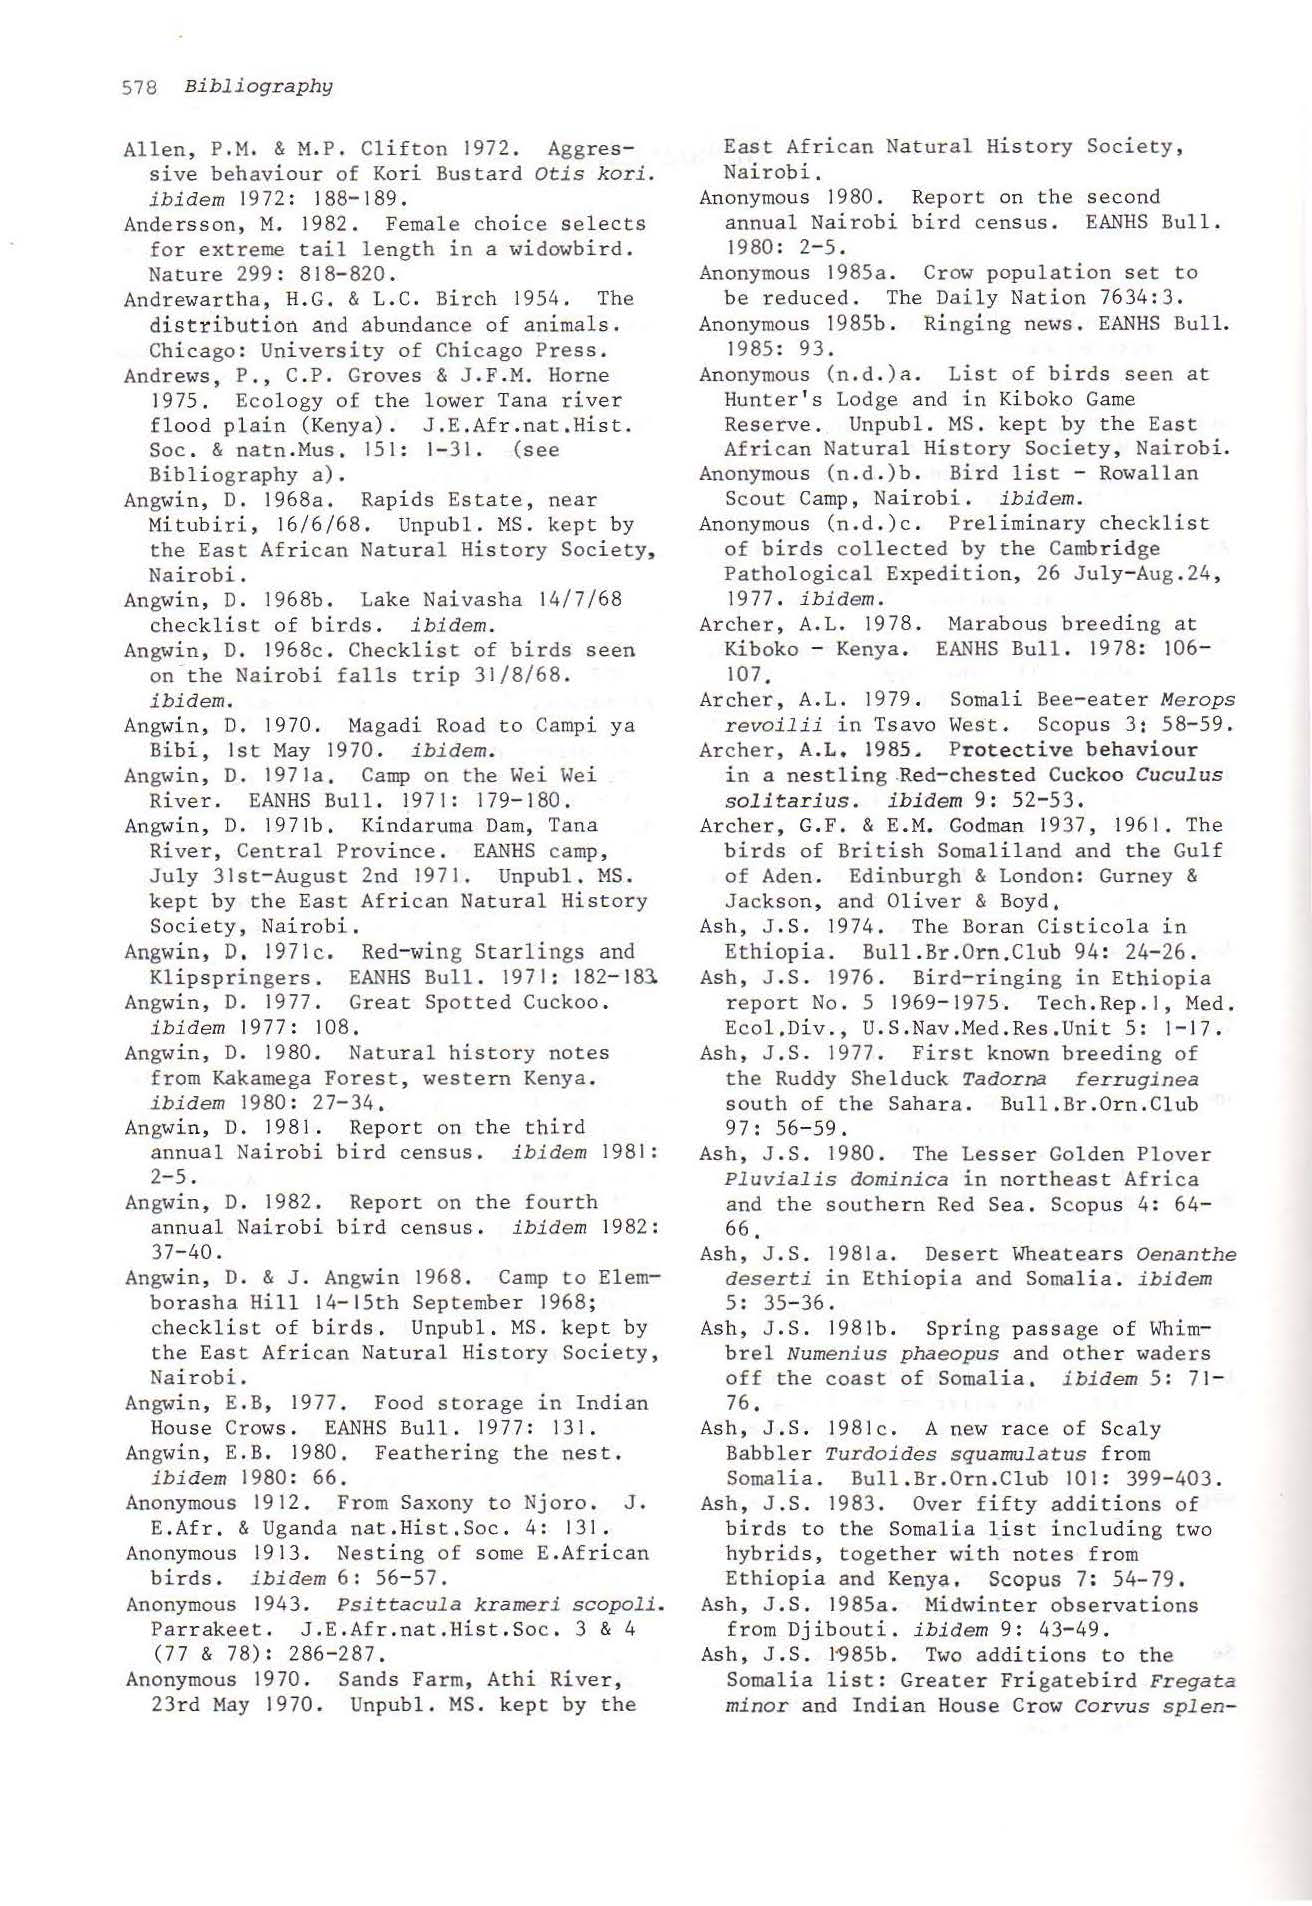 578 Bibliography
Allen, P.M. & M.P. Clifton 1972. Aggres-
sive behaviour of Kori Bustard Otis kori.
ibidem 1972: 188-189.
Andersson, M. 1982. Female choice selects
for extreme tail length in a widowbird.
Nature 299: 818-820.
Andrewartha, H.G. & L.C. Birch 1954. The
distribution and abundance of animals.
Chicago: University of Chicago Press.
Andrews, P., C.P. Groves & J.F.M. Horne
1975. Ecology of the lower Tana river
flood plain (Kenya). J.E.Afr.nat.Hist.
Soc. & natn.Mus. 151: 1-31. (see
Bibliography a).
Angwin, D. 1968a. Rapids Estate, near
Mitubiri, 16/6/68. Unpubl. MS. kept by
the East African Natural History Society,
Nairobi.
Angwin, D. 1968b. Lake Naivasha 14/7/68
checklist of birds. ibidem.
Angwin, D. 1968c. Checklist of birds seen
on the Nairobi falls trip 31/8/68.
ibidem.
Angwin, D. 1970. Magadi Road to Campi ya
Bibi, 1st May 1970. ibidem.
Angwin, D. 1971a. Camp on the Wei Wei
River. EANHS Bull. 1971: 179-180.
Angwin, D. 1971b. Kindaruma Dam, Tana
River, Central Province. EANHS camp,
July 31st-August 2nd 1971. Unpubl. MS.
kept by the East African Natural History
Society, Nairobi.
Angwin, D. 1971c. Red-wing Starlings and
Klipspringers. EANHS Bull. 1971: 182-183.
Angwin, D. 1977. Great Spotted Cuckoo.
ibidem 1977: 108.
Angwin, D. 1980. Natural history notes
from Kakamega Forest, western Kenya.
ibidem 1980: 27-34.
Angwin, D. 1981. Report on the third
annual Nairobi bird census. ibidem 1981:
2-5.
Angwin, D. 1982. Report on the fourth
annual Nairobi bird census. ibidem 1982:
37-40.
Angwin, D. & J. Angwin 1968. Camp to Elem-
borasha Hill 14-15th September 1968;
checklist of birds. Unpubl. MS. kept by
the East African Natural History Society,
Nairobi.
Angwin, E.B, 1977. Food storage in Indian
House Crows. EANHS Bull. 1977: 131.
Angwin, E.B. 1980. Feathering the nest.
ibidem 1980: 66.
Anonymous 1912. From Saxony to Njoro. J.
E.Afr. & Uganda nat.Hist.Soc. 4: 131.
Anonymous 1913. Nesting of some E.African
birds. ibidem 6: 56-57.
Anonymous 1943. Psittacula krameri scopoli.
Parrakeet. J.E.Afr.nat.Hist.Soc. 3 & 4
(77 & 78): 286-287.
Anonymous 1970. Sands Farm, Athi River,
23rd May 1970. Unpubl. MS. kept by the
East African Natural History Society,
Nairobi.
Anonymous 1980. Report on the second
annual Nairobi bird census. EANHS Bull.
1980: 2-5.
Anonymous 1985a. Crow population set to
be reduced. The Daily Nation 7634:3.
Anonymous 1985b. Ringing news. EANHS Bull.
1985: 93.
Anonymous (n.d.)a. List of birds seen at
Hunter's Lodge and in Kiboko Game
Reserve. Unpubl. MS. kept by the East
African Natural History Society, Nairobi.
Anonymous (n.d.)b. Bird list - Rowallan
Scout Camp, Nairobi. ibidem.
Anonymous (n.d.)c. Preliminary checklist
of birds collected by the Cambridge
Pathological Expedition, 26 July-Aug.24,
1977. ibidem.
Archer, A.L. 1978. Marabous breeding at
Kiboko - Kenya. EANHS Bull. 1978: 106-
107.
Archer, A.L. 1979. Somali Bee-eater Merops
revoilii in Tsavo West. Scopus 3: 58-59.
Archer, A.L. 1985. Protective behaviour
in a nestling Red-chested Cuckoo Cuculus
solitarius. ibidem 9: 52-53.
Archer, G.F. & E.M. Godman 1937, 1961. The
birds of British Somaliland and the Gulf
of Aden. Edinburgh & London: Gurney &
Jackson, and Oliver & Boyd.
Ash, J.S. 1974. The Boran Cisticola in
Ethiopia. Bull.Br.Orn.Club 94: 24-26.
Ash, J.S. 1976. Bird-ringing in Ethiopia
report No. 5 1969-1975. Tech.Rep.1, Med.
Ecol.Div., U.S.Nav.Med.Res.Unit 5: 1-17.
Ash, J.S. 1977. First known breeding of
the Ruddy Shelduck Tadorna ferruginea
south of the Sahara. Bull.Br.Orn.Club
97: 56-59.
Ash, J.S. 1980. The Lesser Golden Plover
Pluvialis dominica in northeast Africa
and the southern Red Sea. Scopus 4: 64-
66.
Ash, J.S. 1981a. Desert Wheatears Oenanthe
deserti in Ethiopia and Somalia. ibidem
5: 35-36.
Ash, J.S. 1981b. Spring passage of Whim-
brel Numenius phaeopus and other waders
off the coast of Somalia. ibidem 5: 71-
76.
Ash, J.S. 1981c. A new race of Scaly
Babbler Turdoides squamulatus from
Somalia. Bull.Br.Orn.Club 101: 399-403.
Ash, J.S. 1983. Over fifty additions of
birds to the Somalia list including two
hybrids, together with notes from
Ethiopia and Kenya. Scopus 7: 54-79.
Ash, J.S. 1985a. Midwinter observations
from Djibouti. ibidem 9: 43-49.
Ash, J.S. 1985b. Two additions to the
Somalia list: Greater Frigatebird Fregata
minor and Indian House Crow Corvus splen-